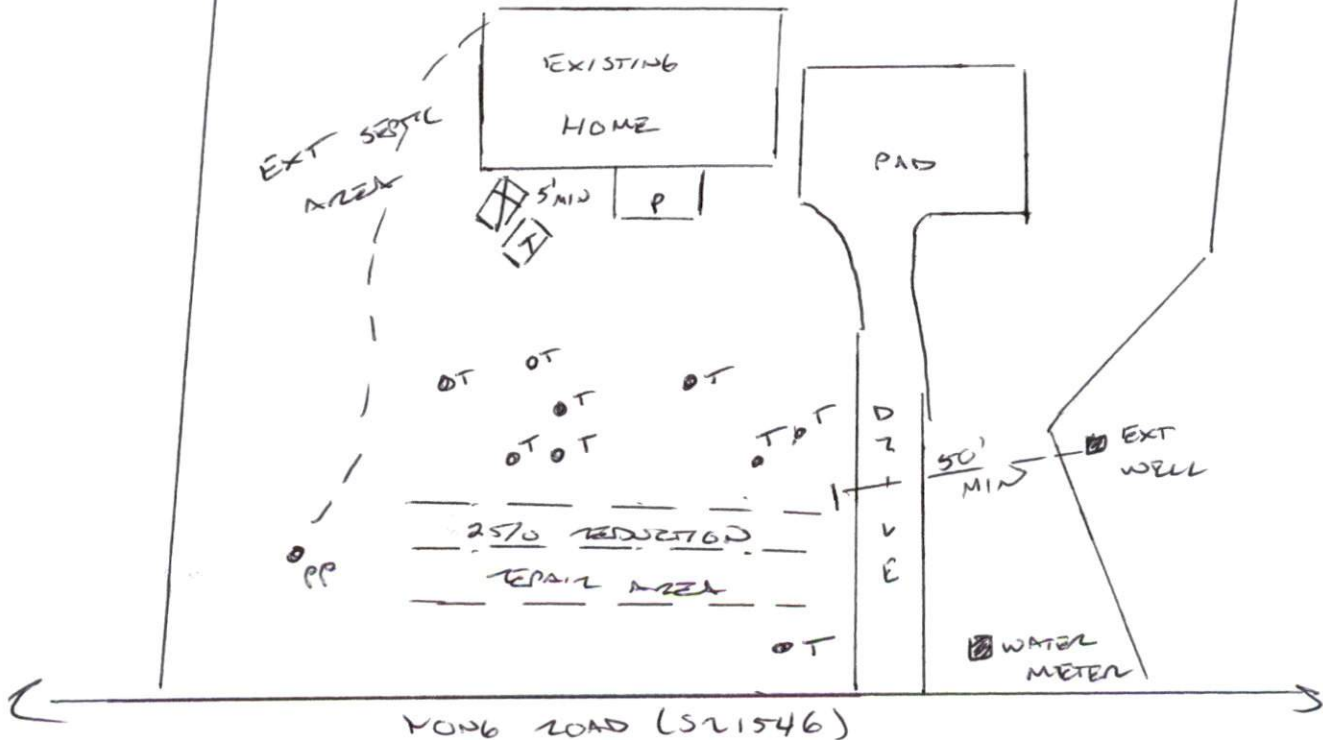 EXISTING
HOME
EXT SEPTIC
AREA
5' MIN
P
PAD
T
T
T
T
T
T
T
T
DRIVE
50'
MIN
EXT
WELL
25% REDUCTION
REPAIR AREA
PP
T
WATER
METER
ROAD (SR1546)